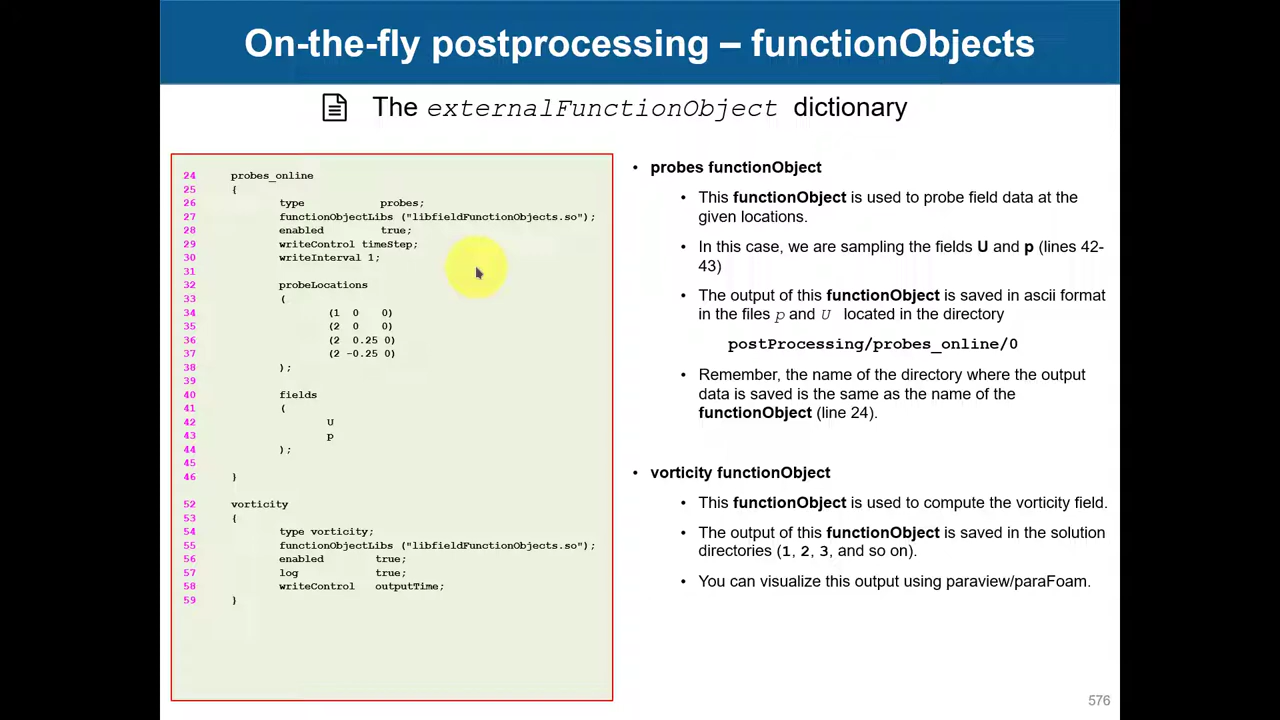 On-the-fly postprocessing – functionObjects
The externalFunctionObject dictionary
24 probes_online
25 {
26 type probes;
27 functionObjectLibs ("libfieldFunctionObjects.so");
28 enabled true;
29 writeControl timeStep;
30 writeInterval 1;
31
32 probeLocations
33 (
34 (1 0 0)
35 (2 0 0)
36 (2 0.25 0)
37 (2 -0.25 0)
38 );
39
40 fields
41 (
42 U
43 p
44 );
45
46 }
52 vorticity
53 {
54 type vorticity;
55 functionObjectLibs ("libfieldFunctionObjects.so");
56 enabled true;
57 log true;
58 writeControl outputTime;
59 }
• probes functionObject
• This functionObject is used to probe field data at the
given locations.
• In this case, we are sampling the fields U and p (lines 42-
43)
• The output of this functionObject is saved in ascii format
in the files p and U located in the directory
postProcessing/probes_online/0
• Remember, the name of the directory where the output
data is saved is the same as the name of the
functionObject (line 24).
• vorticity functionObject
• This functionObject is used to compute the vorticity field.
• The output of this functionObject is saved in the solution
directories (1, 2, 3, and so on).
• You can visualize this output using paraview/paraFoam.
576